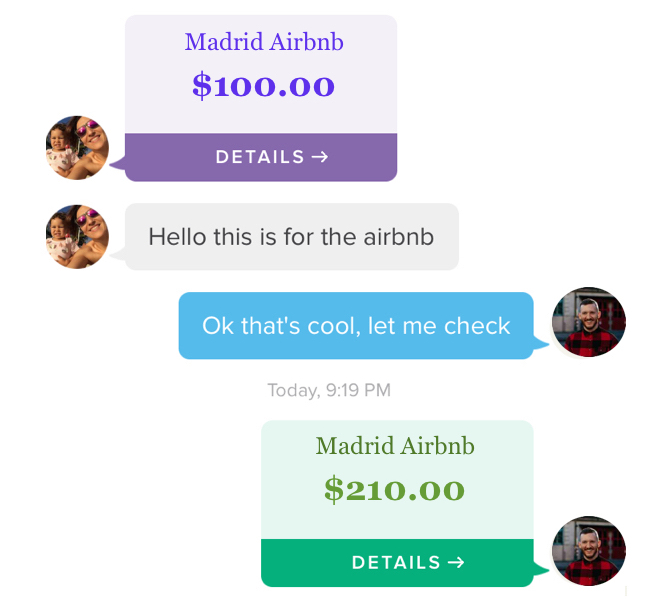 Madrid Airbnb
$100.00
DETAILS →
Hello this is for the airbnb
Ok that's cool, let me check
Today, 9:19 PM
Madrid Airbnb
$210.00
DETAILS →